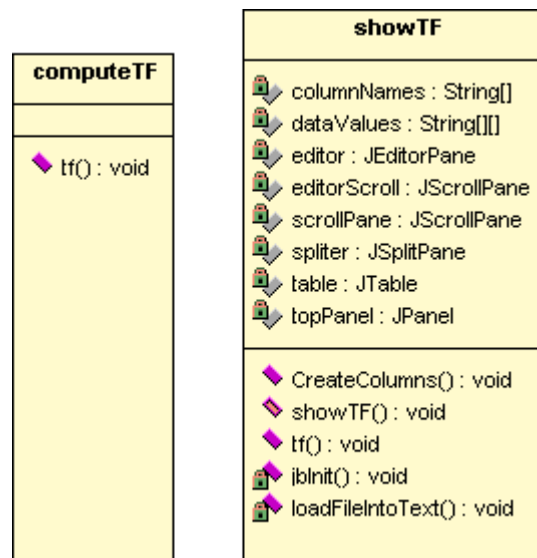 computeTF
tf() : void
showTF
columnNames : String[]
dataValues : String[][]
editor : JEditorPane
editorScroll : JScrollPane
scrollPane : JScrollPane
spliter : JSplitPane
table : JTable
topPanel : JPanel
CreateColumns() : void
showTF() : void
tf() : void
jbInit() : void
loadFileIntoText() : void